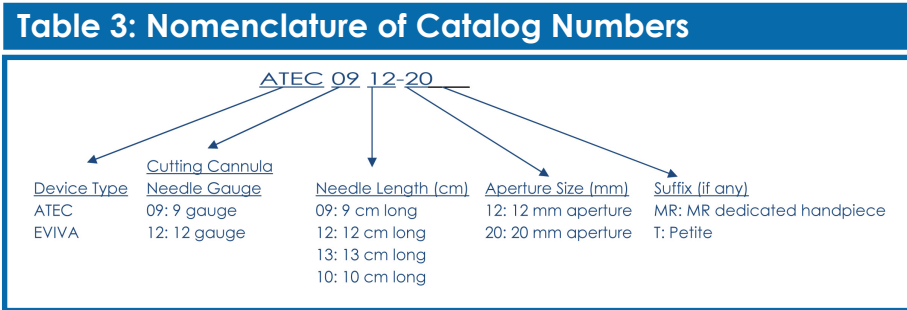 Table 3: Nomenclature of Catalog Numbers
ATEC 09 12-20
Cutting Cannula
Device Type Needle Gauge Needle Length (cm) Aperture Size (mm) Suffix (if any)
ATEC 09: 9 gauge 09: 9 cm long 12: 12 mm aperture MR: MR dedicated handpiece
EVIVA 12: 12 gauge 12: 12 cm long 20: 20 mm aperture T: Petite
13: 13 cm long
10: 10 cm long